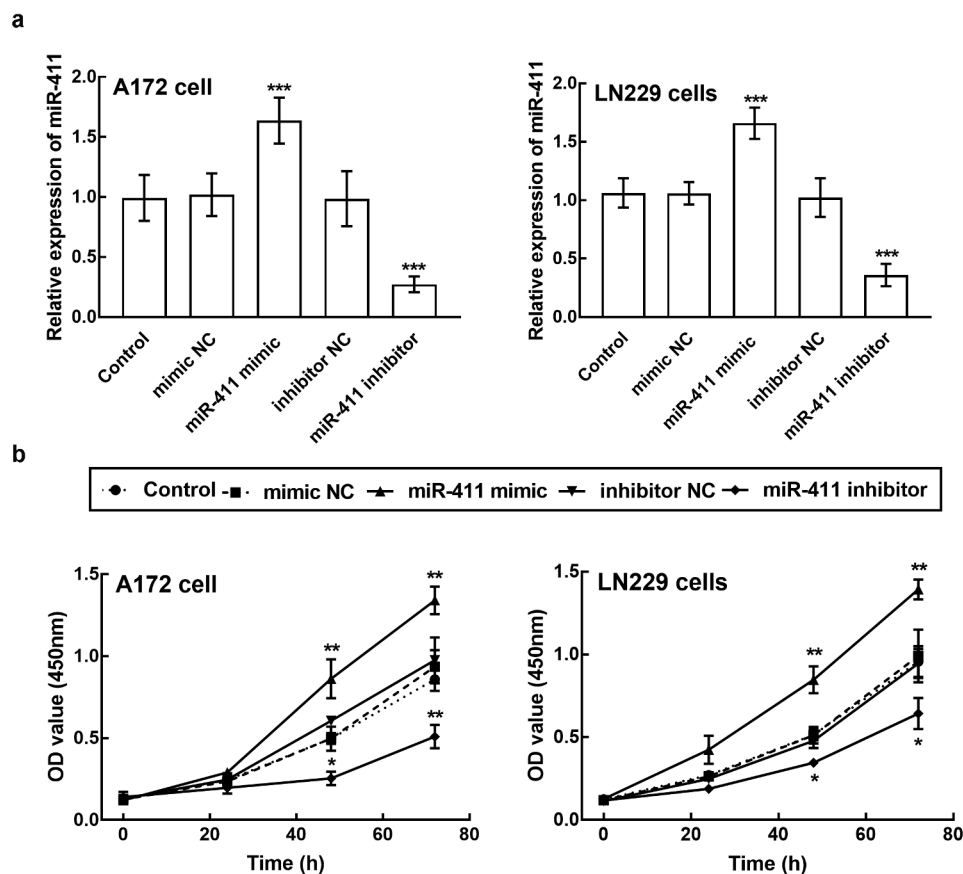 a
A172 cell
Relative expression of miR-411
2.0
1.5
1.0
0.5
0.0
***
***
Control
mimic NC
miR-411 mimic
inhibitor NC
miR-411 inhibitor
LN229 cells
Relative expression of miR-411
2.0
1.5
1.0
0.5
0.0
***
***
Control
mimic NC
miR-411 mimic
inhibitor NC
miR-411 inhibitor
b
Control mimic NC miR-411 mimic inhibitor NC miR-411 inhibitor
A172 cell
OD value (450nm)
1.5
1.0
0.5
0.0
**
**
**
*
0 20 40 60 80
Time (h)
LN229 cells
OD value (450nm)
1.5
1.0
0.5
0.0
**
**
*
*
0 20 40 60 80
Time (h)